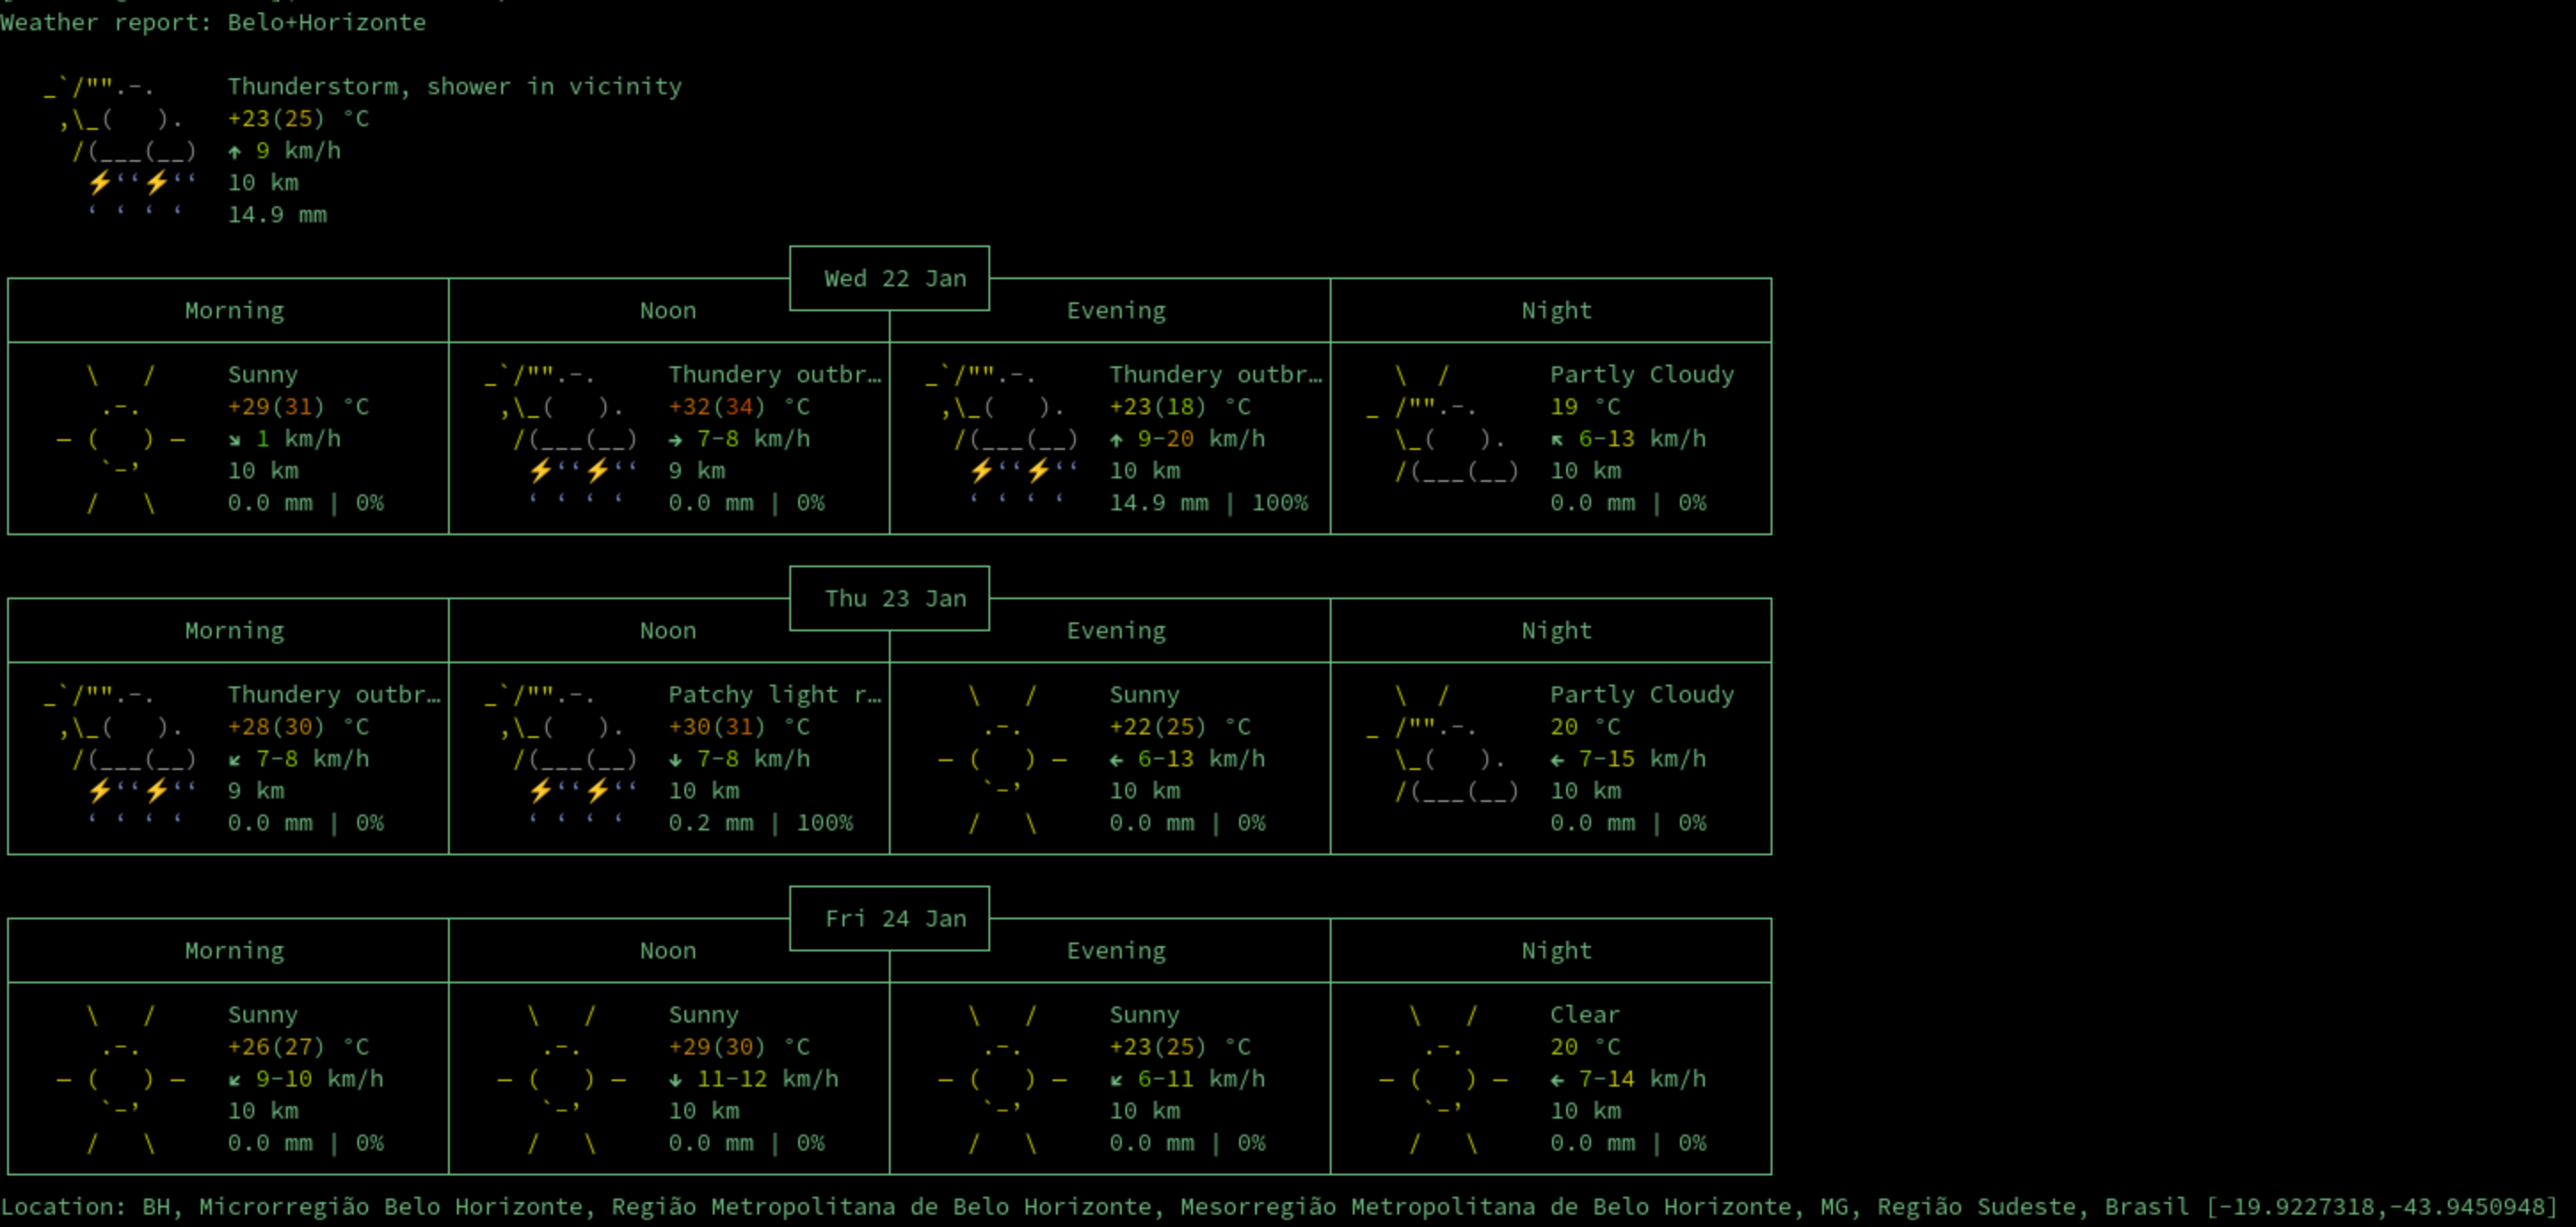 Weather report: Belo+Horizonte
Thunderstorm, shower in vicinity
+23(25) °C
↑ 9 km/h
10 km
14.9 mm
Wed 22 Jan
Morning Noon Evening Night
Sunny Thundery outbr… Thundery outbr… Partly Cloudy
+29(31) °C +32(34) °C +23(18) °C 19 °C
↘ 1 km/h → 7-8 km/h ↑ 9-20 km/h ↖ 6-13 km/h
10 km 9 km 10 km 10 km
0.0 mm | 0% 0.0 mm | 0% 14.9 mm | 100% 0.0 mm | 0%
Thu 23 Jan
Morning Noon Evening Night
Thundery outbr… Patchy light r… Sunny Partly Cloudy
+28(30) °C +30(31) °C +22(25) °C 20 °C
↙ 7-8 km/h ↓ 7-8 km/h ← 6-13 km/h ← 7-15 km/h
9 km 10 km 10 km 10 km
0.0 mm | 0% 0.2 mm | 100% 0.0 mm | 0% 0.0 mm | 0%
Fri 24 Jan
Morning Noon Evening Night
Sunny Sunny Sunny Clear
+26(27) °C +29(30) °C +23(25) °C 20 °C
↙ 9-10 km/h ↓ 11-12 km/h ↙ 6-11 km/h ← 7-14 km/h
10 km 10 km 10 km 10 km
0.0 mm | 0% 0.0 mm | 0% 0.0 mm | 0% 0.0 mm | 0%
Location: BH, Microrregião Belo Horizonte, Região Metropolitana de Belo Horizonte, Mesorregião Metropolitana de Belo Horizonte, MG, Região Sudeste, Brasil [-19.9227318,-43.9450948]